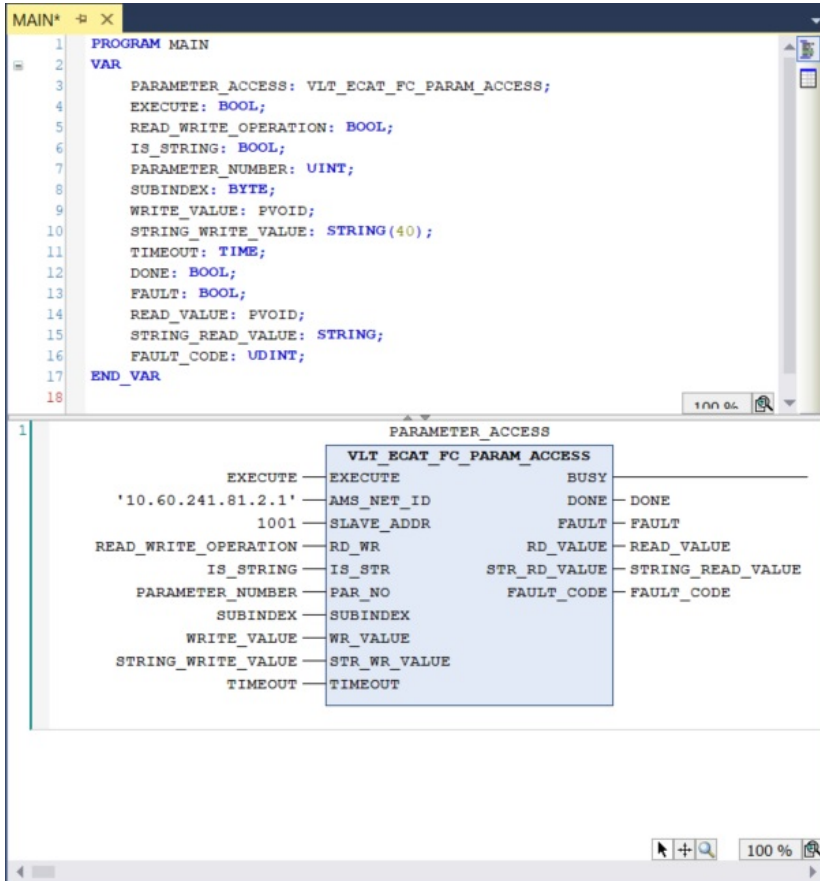 MAIN*
1 PROGRAM MAIN
2 VAR
3 PARAMETER_ACCESS: VLT_ECAT_FC_PARAM_ACCESS;
4 EXECUTE: BOOL;
5 READ_WRITE_OPERATION: BOOL;
6 IS_STRING: BOOL;
7 PARAMETER_NUMBER: UINT;
8 SUBINDEX: BYTE;
9 WRITE_VALUE: PVOID;
10 STRING_WRITE_VALUE: STRING(40);
11 TIMEOUT: TIME;
12 DONE: BOOL;
13 FAULT: BOOL;
14 READ_VALUE: PVOID;
15 STRING_READ_VALUE: STRING;
16 FAULT_CODE: UDINT;
17 END_VAR
18
100 %
1 PARAMETER_ACCESS
VLT_ECAT_FC_PARAM_ACCESS
EXECUTE EXECUTE BUSY
'10.60.241.81.2.1' AMS_NET_ID DONE DONE
1001 SLAVE_ADDR FAULT FAULT
READ_WRITE_OPERATION RD_WR RD_VALUE READ_VALUE
IS_STRING IS_STR STR_RD_VALUE STRING_READ_VALUE
PARAMETER_NUMBER PAR_NO FAULT_CODE FAULT_CODE
SUBINDEX SUBINDEX
WRITE_VALUE WR_VALUE
STRING_WRITE_VALUE STR_WR_VALUE
TIMEOUT TIMEOUT
100 %